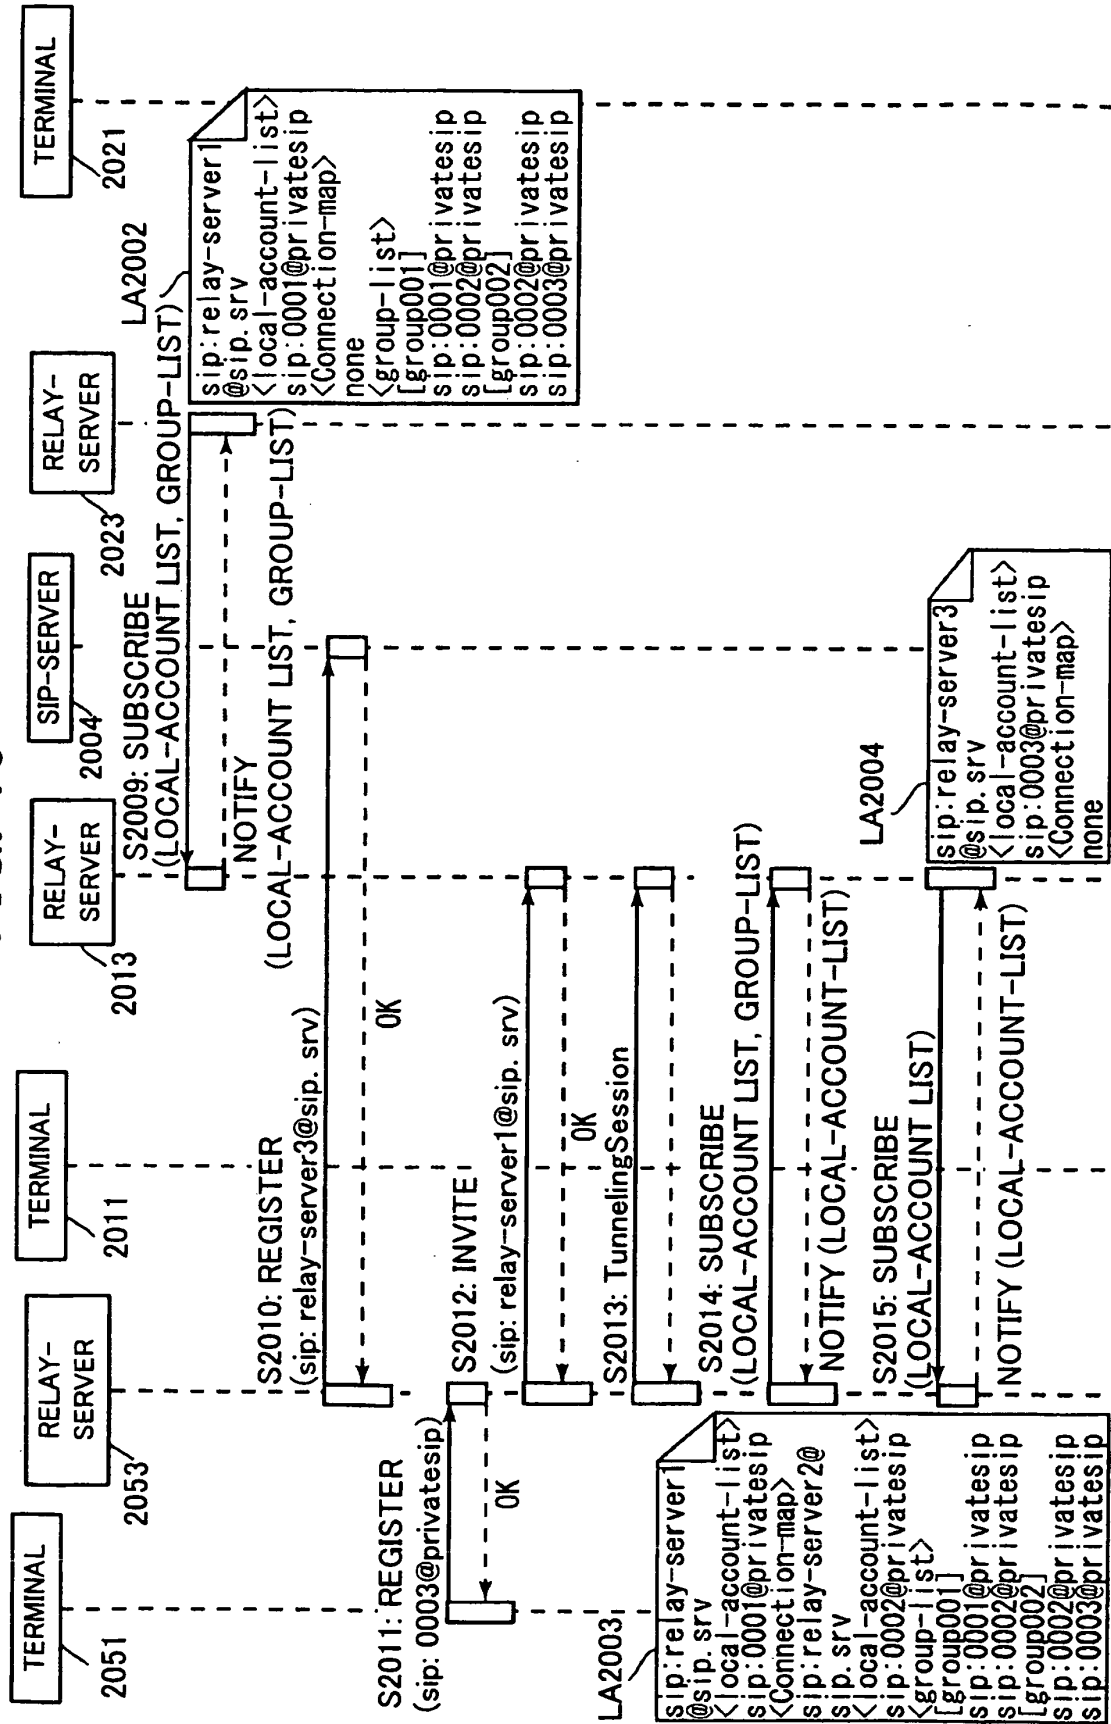 TERMINAL
2051
RELAY-
SERVER
2053
TERMINAL
2011
RELAY-
SERVER
2013
SIP-SERVER
2004
RELAY-
SERVER
2023
TERMINAL
2021
S2009: SUBSCRIBE
(LOCAL-ACCOUNT LIST, GROUP-LIST)
NOTIFY
(LOCAL-ACCOUNT LIST, GROUP-LIST)
LA2002
sip:relay-server1
@sip.srv
<local-account-list>
sip:0001@privatesip
<Connection-map>
none
<group-list>
[group001]
sip:0001@privatesip
sip:0002@privatesip
[group002]
sip:0002@privatesip
sip:0003@privatesip
S2010: REGISTER
(sip: relay-server3@sip. srv)
OK
S2011: REGISTER
(sip: 0003@privatesip)
OK
S2012: INVITE
(sip: relay-server1@sip. srv)
OK
S2013: TunnelingSession
S2014: SUBSCRIBE
(LOCAL-ACCOUNT LIST, GROUP-LIST)
NOTIFY (LOCAL-ACCOUNT-LIST)
S2015: SUBSCRIBE
(LOCAL-ACCOUNT LIST)
NOTIFY (LOCAL-ACCOUNT-LIST)
LA2003
sip:relay-server1
@sip.srv
<local-account-list>
sip:0001@privatesip
<Connection-map>
sip:relay-server2@
sip.srv
<local-account-list>
sip:0002@privatesip
<group-list>
[group001]
sip:0001@privatesip
sip:0002@privatesip
[group002]
sip:0002@privatesip
sip:0003@privatesip
LA2004
sip:relay-server3
@sip.srv
<local-account-list>
sip:0003@privatesip
<Connection-map>
none